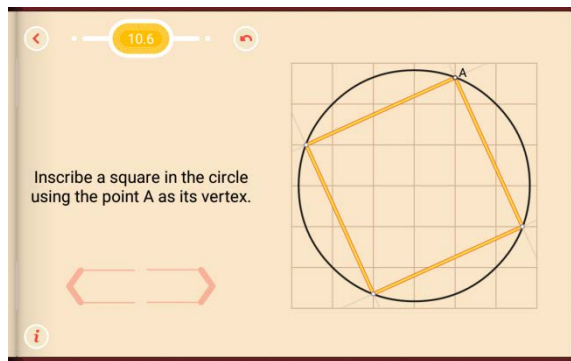 10.6
A
Inscribe a square in the circle
using the point A as its vertex.
i